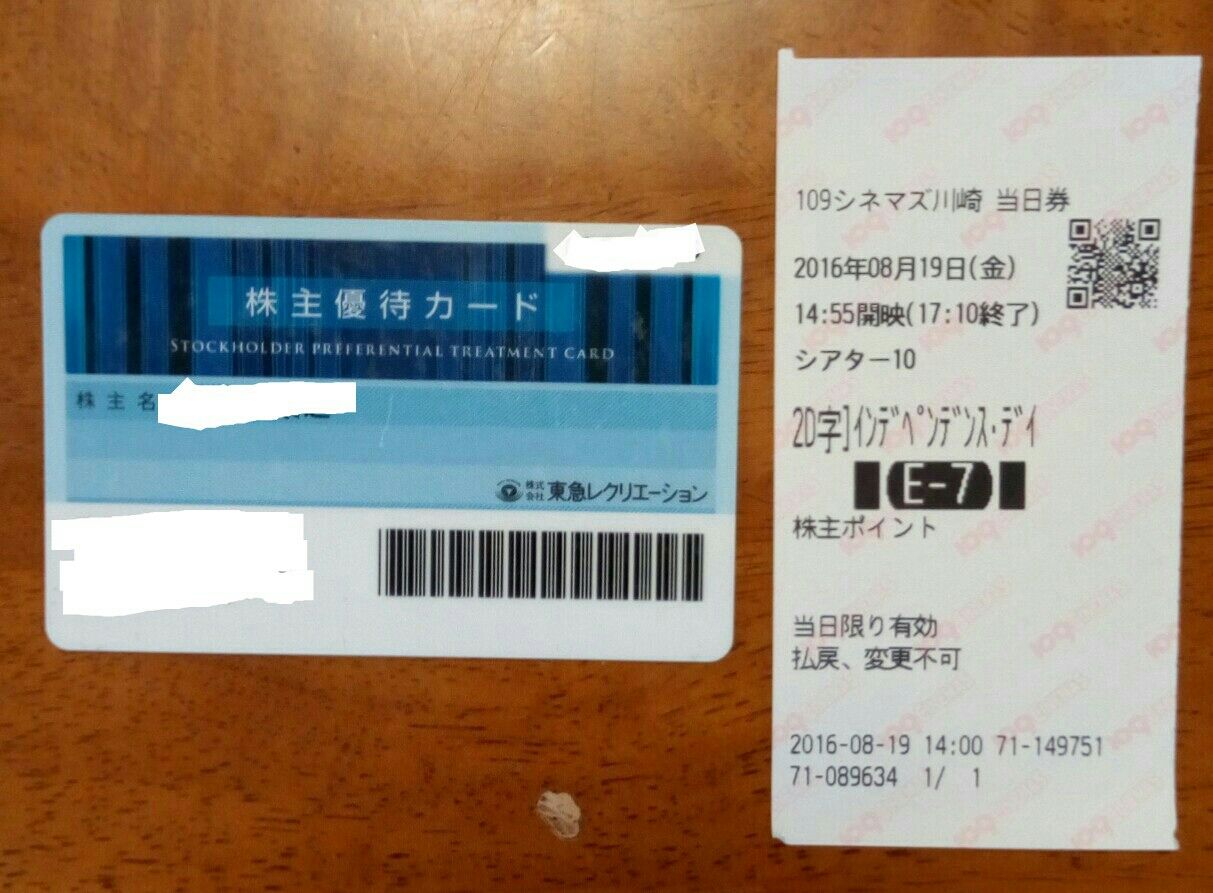 株主優待カード
STOCKHOLDER PREFERENTIAL TREATMENT CARD
株主名
株式会社 東急レクリエーション
109シネマズ川崎 当日券
2016年08月19日(金)
14:55開映(17:10終了)
シアター10
2D字]ｲﾝﾃﾞﾍﾟﾝﾃﾞﾝｽ･ﾃﾞｲ
E-7
株主ポイント
当日限り有効
払戻、変更不可
2016-08-19 14:00 71-149751
71-089634 1/ 1